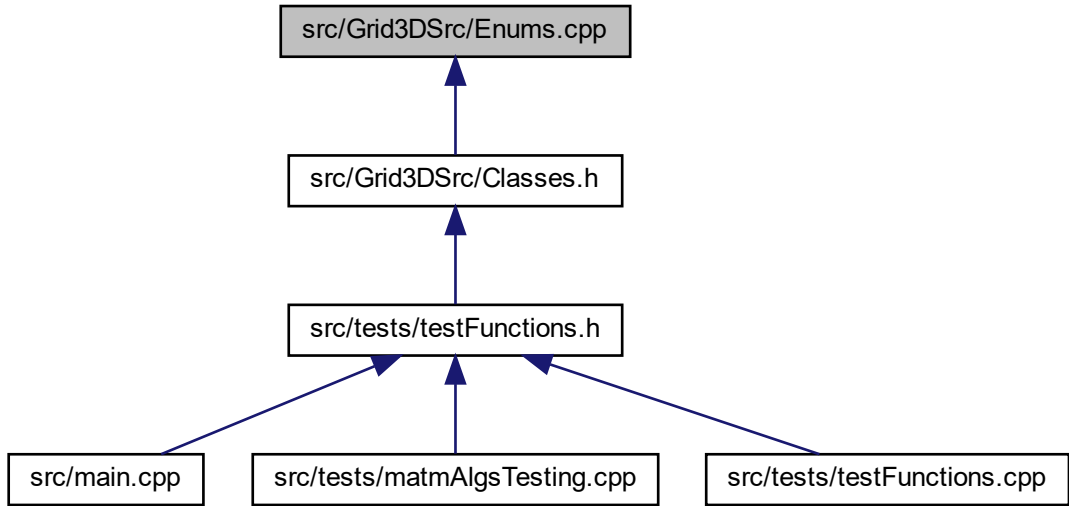 src/Grid3DSrc/Enums.cpp
src/Grid3DSrc/Classes.h
src/tests/testFunctions.h
src/main.cpp
src/tests/matmAlgsTesting.cpp
src/tests/testFunctions.cpp